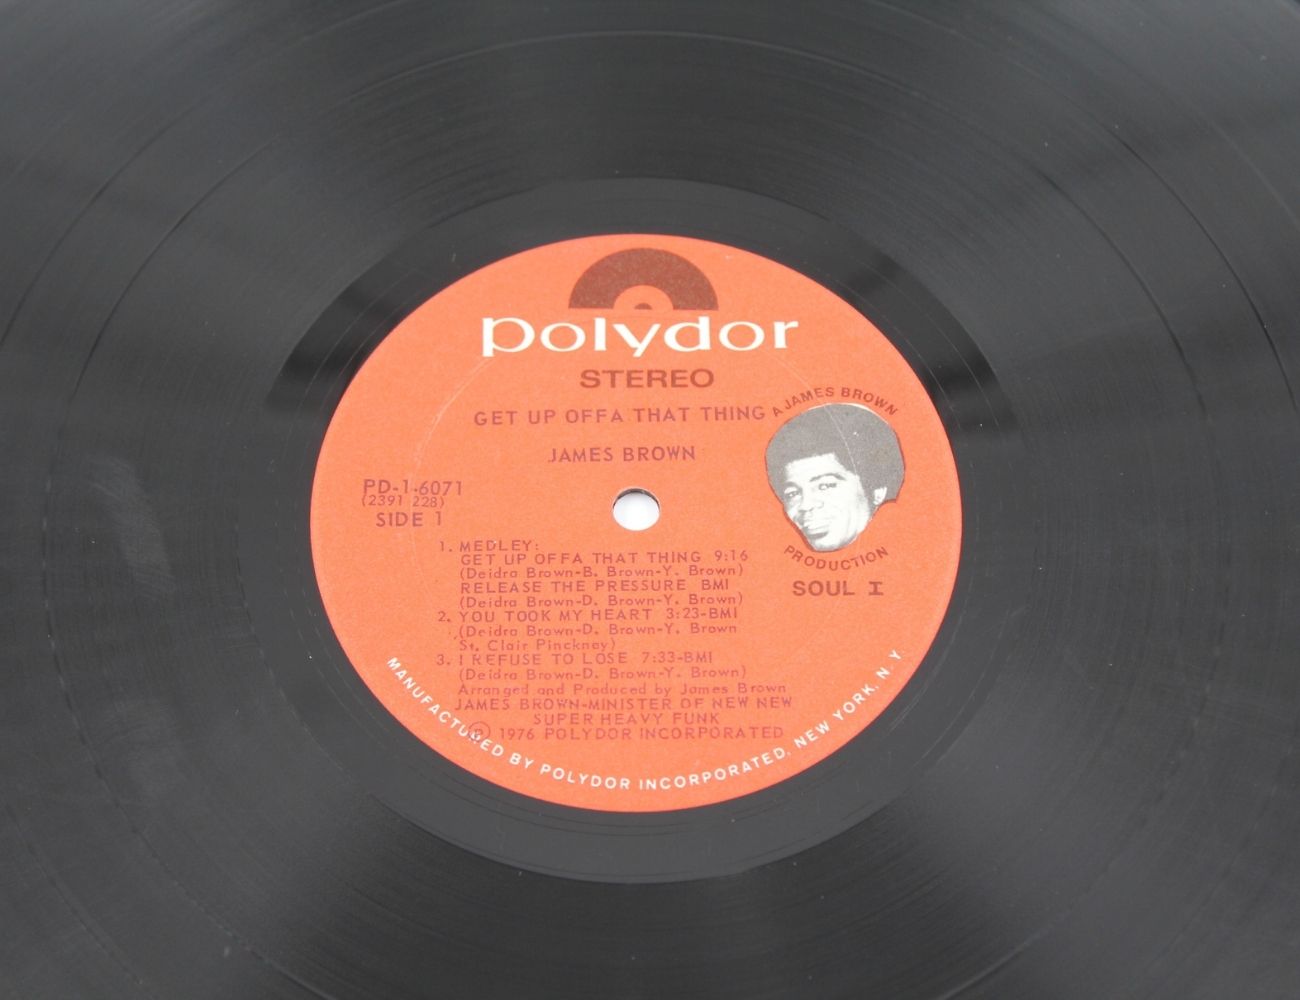 polydor
STEREO
GET UP OFFA THAT THING
JAMES BROWN
A JAMES BROWN
PRODUCTION
SOUL I
PD-1-6071
(2391 228)
SIDE 1
1. MEDLEY:
GET UP OFFA THAT THING 9:16
(Deidra Brown-B. Brown-Y. Brown)
RELEASE THE PRESSURE BMI
(Deidra Brown-D. Brown-Y. Brown)
2. YOU TOOK MY HEART 3:23-BMI
(Deidra Brown-D. Brown-Y. Brown
St. Clair Pinckney)
3. I REFUSE TO LOSE 7:33-BMI
(Deidra Brown-D. Brown-Y. Brown)
Arranged and Produced by James Brown
JAMES BROWN-MINISTER OF NEW NEW
SUPER HEAVY FUNK
Ⓟ 1976 POLYDOR INCORPORATED
MANUFACTURED BY POLYDOR INCORPORATED, NEW YORK, N. Y.